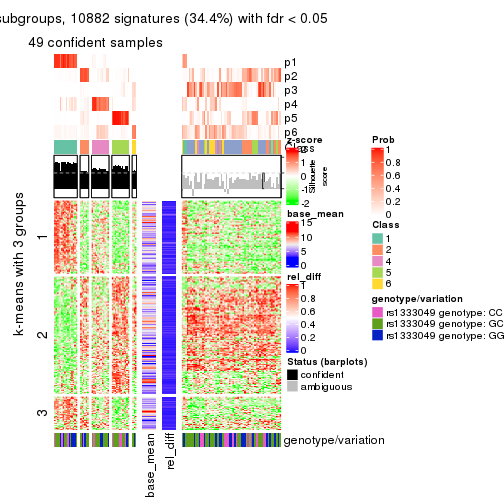 subgroups, 10882 signatures (34.4%) with fdr < 0.05
49 confident samples
p1
p2
p3
p4
p5
p6
Class
Silhouette
score
k-means with 3 groups
1
2
3
base_mean
rel_diff
genotype/variation
z-score
1
0
-1
-2
base_mean
15
10
5
0
rel_diff
1
0.8
0.6
0.4
0.2
0
Status (barplots)
confident
ambiguous
Prob
1
0.8
0.6
0.4
0.2
0
Class
1
2
4
5
6
genotype/variation
rs1333049 genotype: CC
rs1333049 genotype: GC
rs1333049 genotype: GG